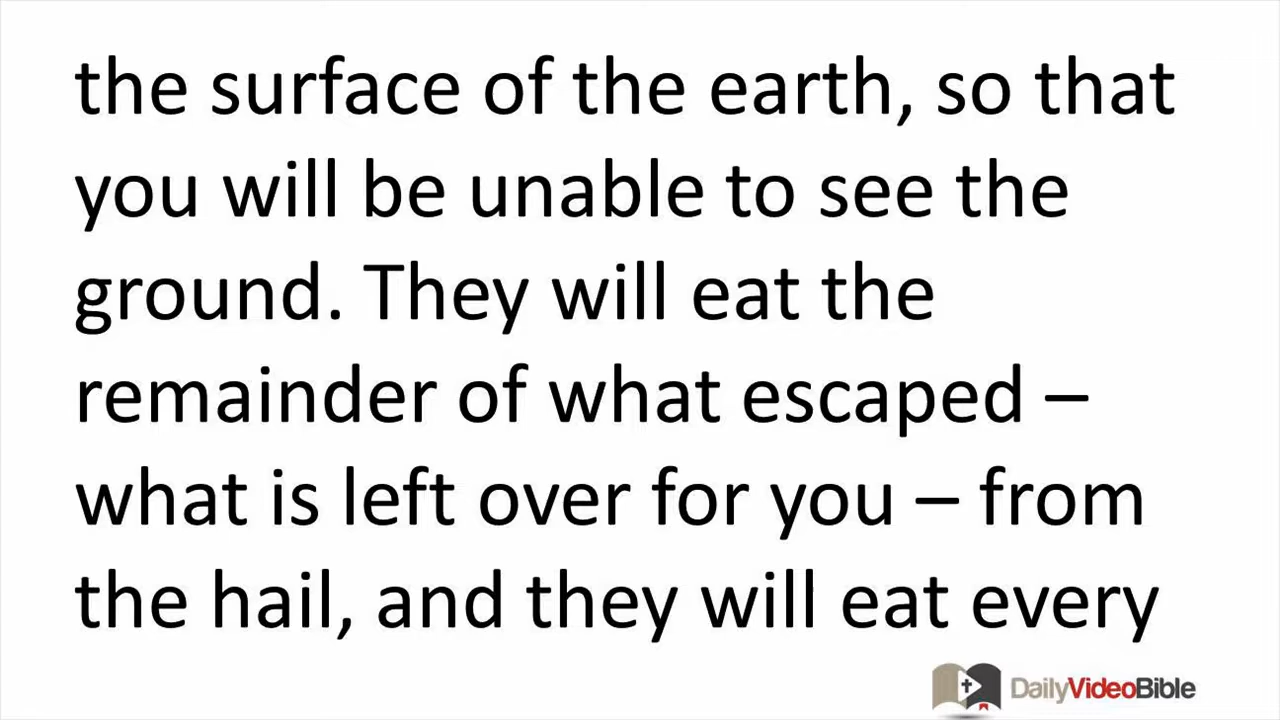 the surface of the earth, so that
you will be unable to see the
ground. They will eat the
remainder of what escaped –
what is left over for you – from
the hail, and they will eat every
DailyVideoBible